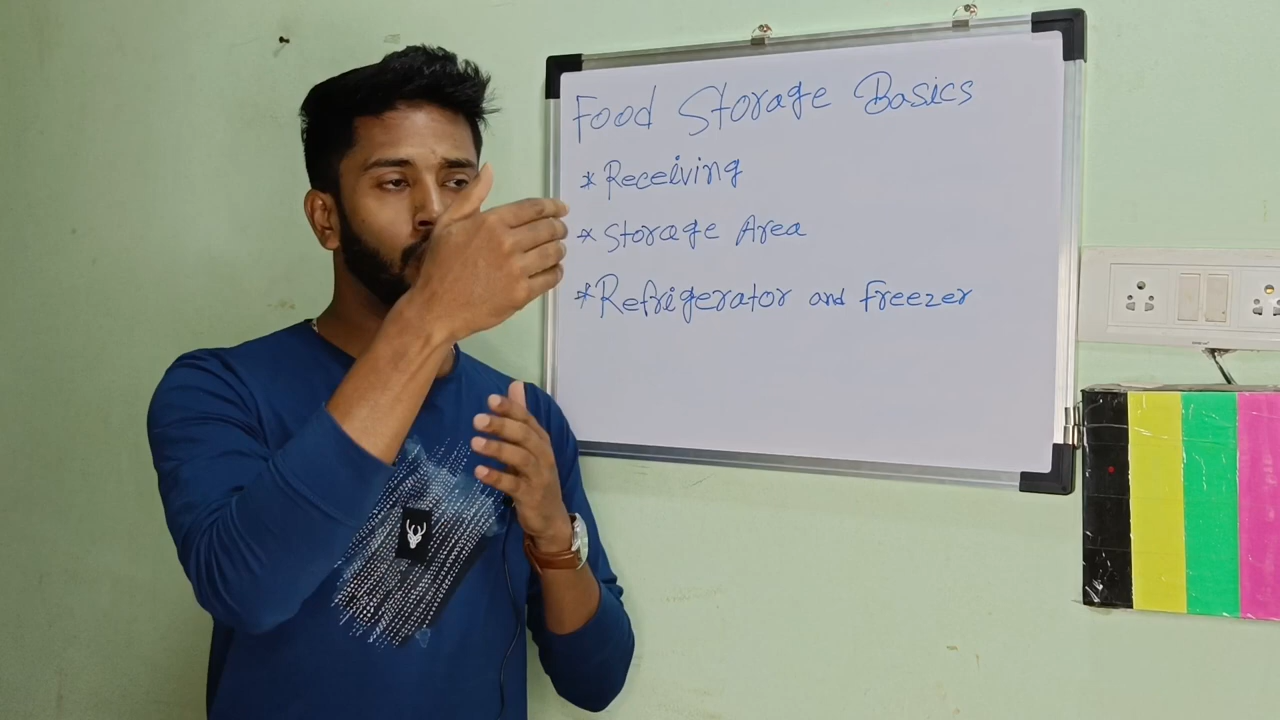 Food Storage Basics
* Receiving
* Storage Area
* Refrigerator and freezer